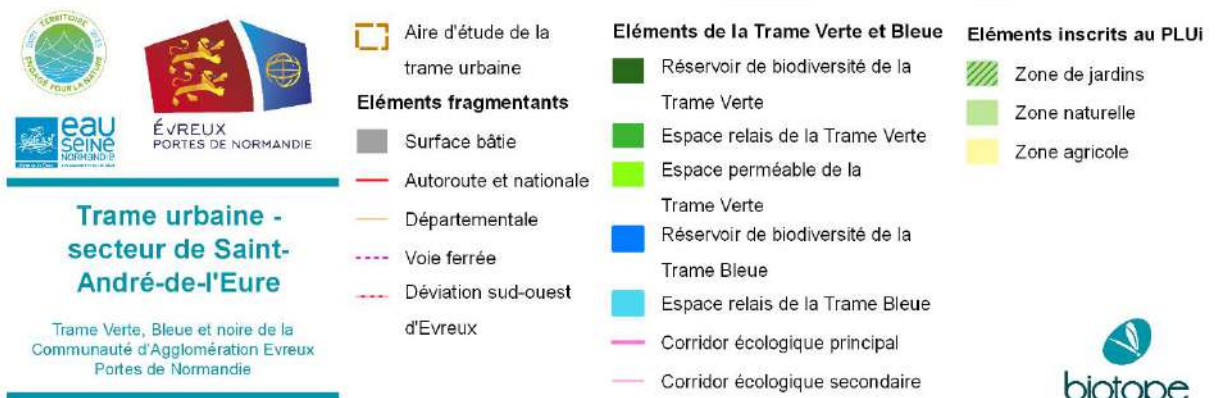 TERRITOIRE
ENGAGÉ POUR LA NATURE
eau
SEINE
NORMANDIE
ÉVREUX
PORTES DE NORMANDIE
Trame urbaine -
secteur de Saint-
André-de-l'Eure
Trame Verte, Bleue et noire de la
Communauté d'Agglomération Evreux
Portes de Normandie
Aire d'étude de la
trame urbaine
Eléments fragmentants
Surface bâtie
Autoroute et nationale
Départementale
Voie ferrée
Déviation sud-ouest
d'Evreux
Eléments de la Trame Verte et Bleue
Réservoir de biodiversité de la
Trame Verte
Espace relais de la Trame Verte
Espace perméable de la
Trame Verte
Réservoir de biodiversité de la
Trame Bleue
Espace relais de la Trame Bleue
Corridor écologique principal
Corridor écologique secondaire
Eléments inscrits au PLUi
Zone de jardins
Zone naturelle
Zone agricole
biotope